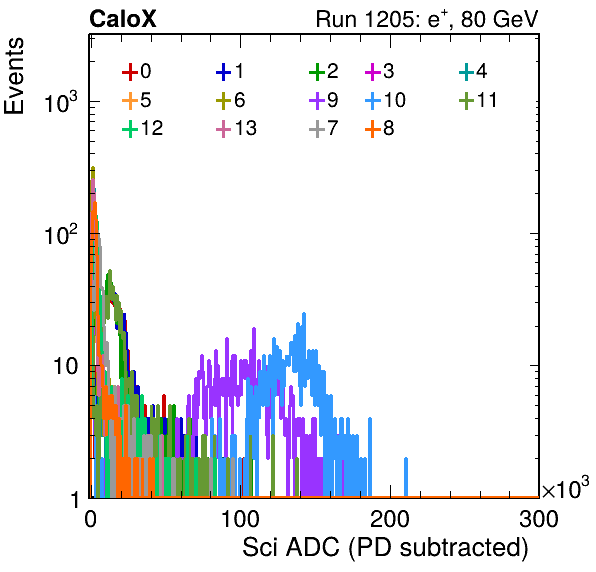 CaloX Run 1205: e⁺, 80 GeV
Events
0 1 2 3 4
5 6 9 10 11
12 13 7 8
10³
10²
10
1
0 100 200 300
×10³
Sci ADC (PD subtracted)